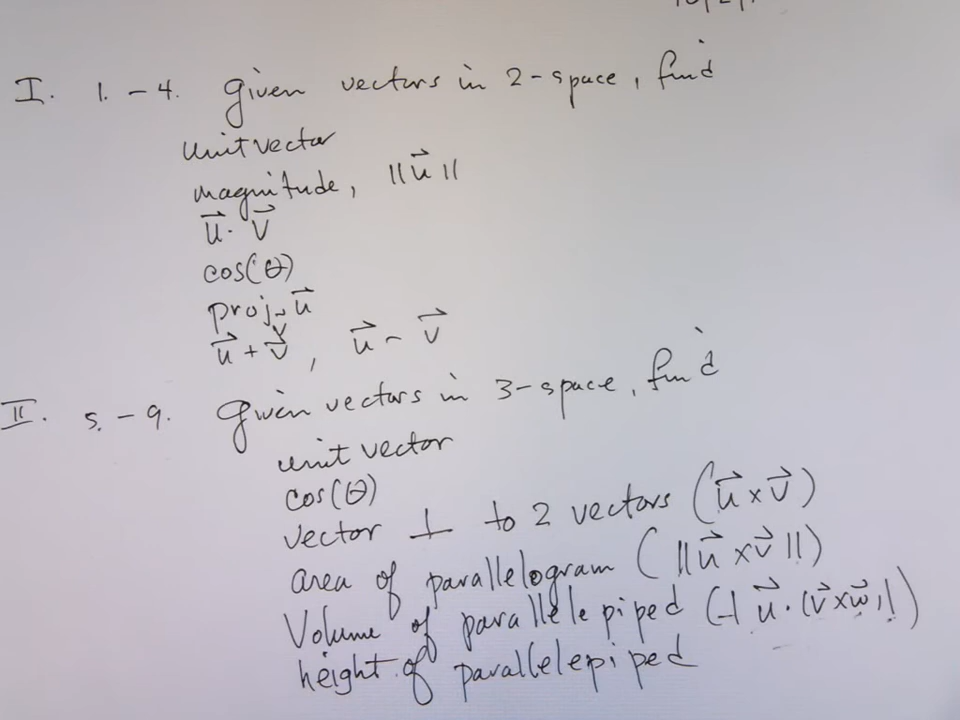 I. 1. - 4. Given vectors in 2-space, find
unit vector
magnitude, ||u⃗||
u⃗ · v⃗
cos(θ)
proj_v⃗ u⃗
u⃗ + v⃗, u⃗ - v⃗
II. 5. - 9. Given vectors in 3-space, find
unit vector
cos(θ)
vector ⊥ to 2 vectors (u⃗ × v⃗)
area of parallelogram (||u⃗ × v⃗||)
Volume of parallelepiped (|u⃗ · (v⃗ × w⃗)|)
height of parallelepiped